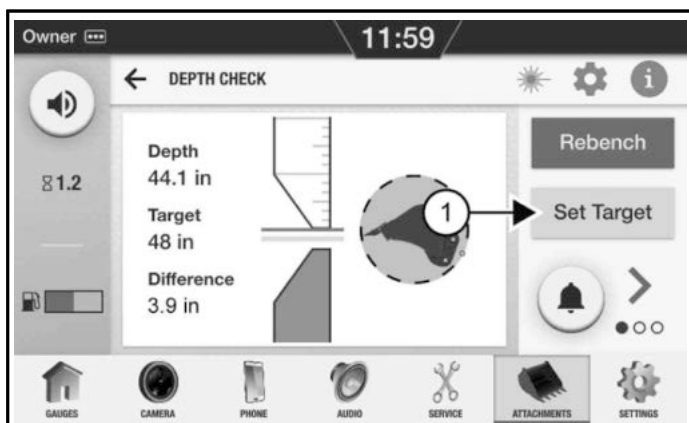 Owner
11:59
DEPTH CHECK
i
1.2
Depth
44.1 in
Target
48 in
Difference
3.9 in
1
Rebench
Set Target
GAUGES
CAMERA
PHONE
AUDIO
SERVICE
ATTACHMENTS
SETTINGS